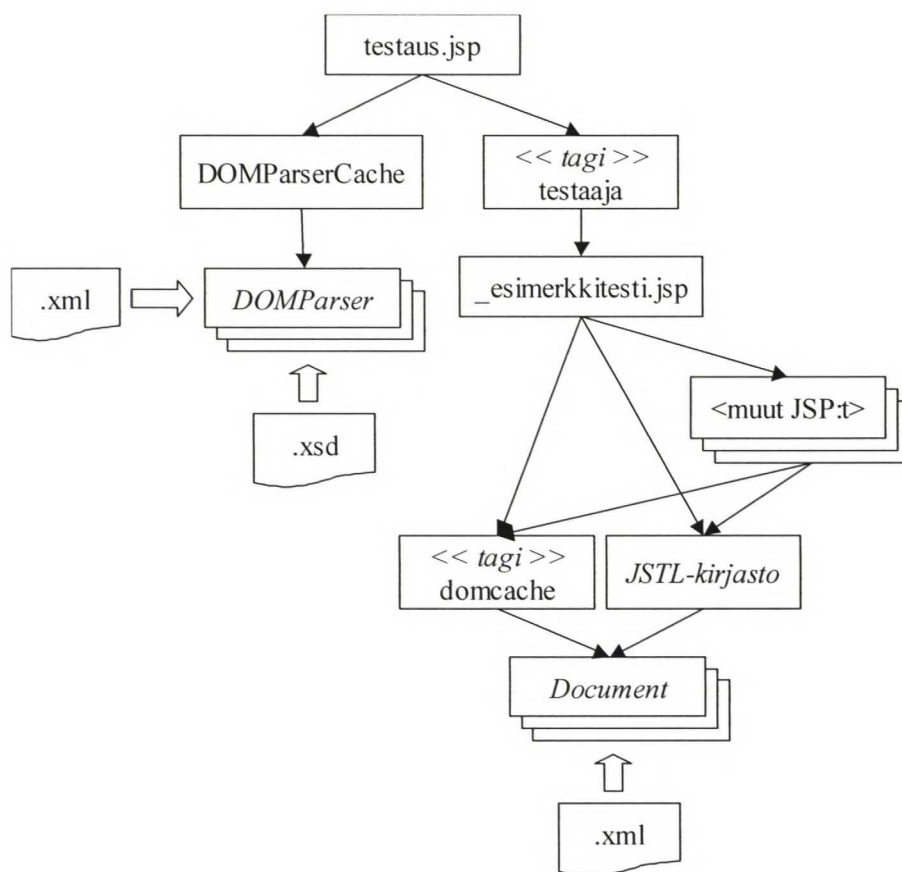 testaus.jsp
DOMParserCache
<< tagi >>
testaaja
.xml
DOMParser
_esimerkkitesti.jsp
.xsd
<muut JSP:t>
<< tagi >>
domcache
JSTL-kirjasto
Document
.xml